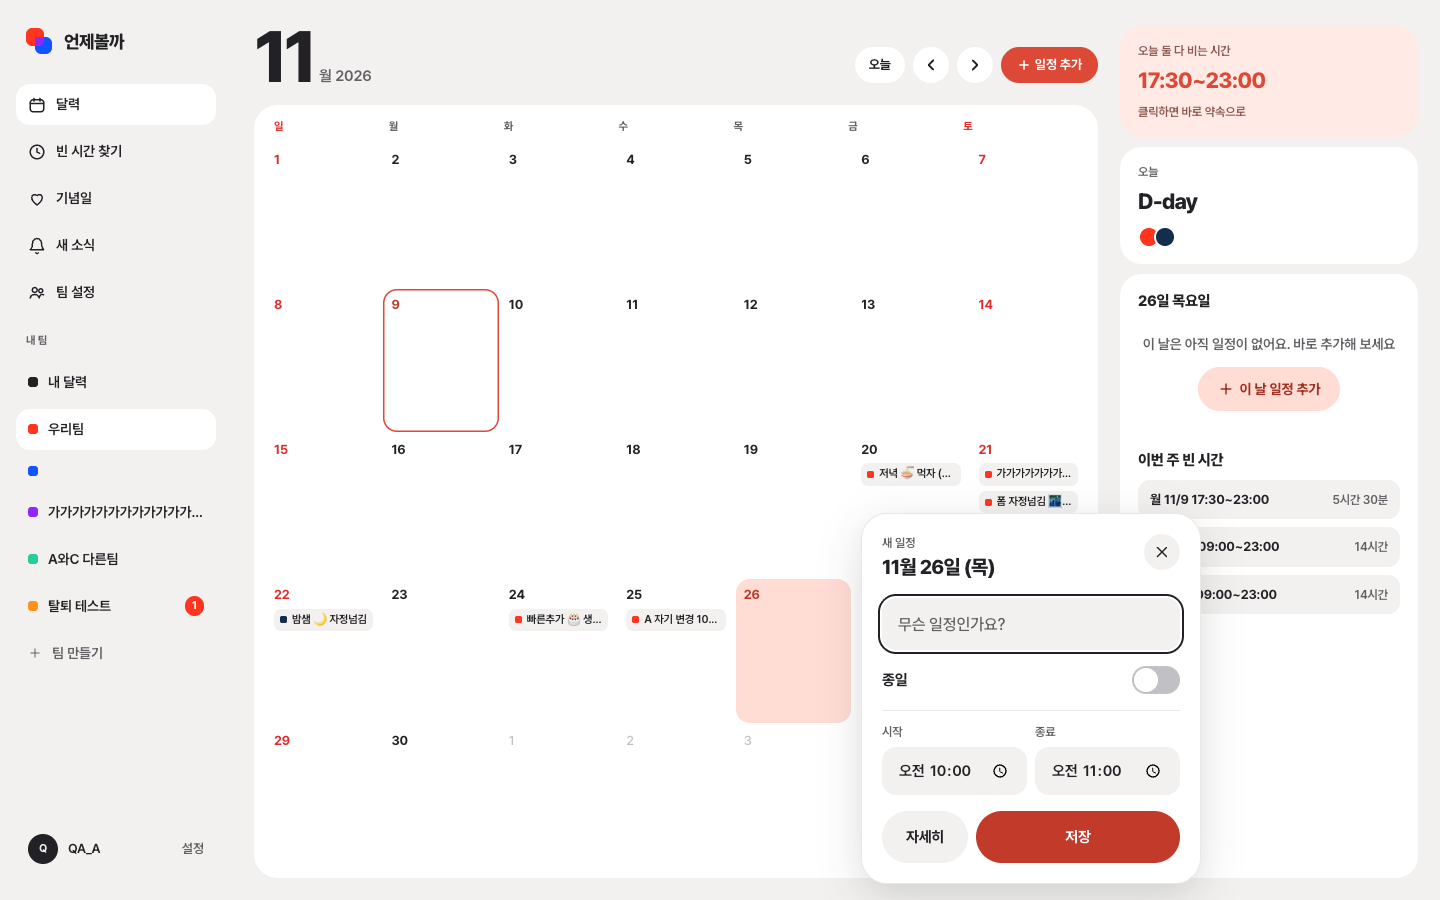 언제볼까
달력
빈 시간 찾기
기념일
새 소식
팀 설정
내 팀
내 달력
우리팀
가가가가가가가가가가가가...
A와C 다른팀
탈퇴 테스트 1
+ 팀 만들기
Q QA_A 설정
11 월 2026
오늘
+ 일정 추가
일 월 화 수 목 금 토
1 2 3 4 5 6 7
8 9 10 11 12 13 14
15 16 17 18 19 20 21
저녁 🍜 먹자 (...
가가가가가가가...
폼 자정넘김 🌃...
22 23 24 25 26
밤샘 🌙 자정넘김
빠른추가 🎂 생...
A 자기 변경 10...
29 30 1 2 3
새 일정
11월 26일 (목)
무슨 일정인가요?
종일
시작 종료
오전 10:00 오전 11:00
자세히 저장
오늘 둘 다 비는 시간
17:30~23:00
클릭하면 바로 약속으로
오늘
D-day
26일 목요일
이 날은 아직 일정이 없어요. 바로 추가해 보세요
+ 이 날 일정 추가
이번 주 빈 시간
월 11/9 17:30~23:00 5시간 30분
09:00~23:00 14시간
09:00~23:00 14시간